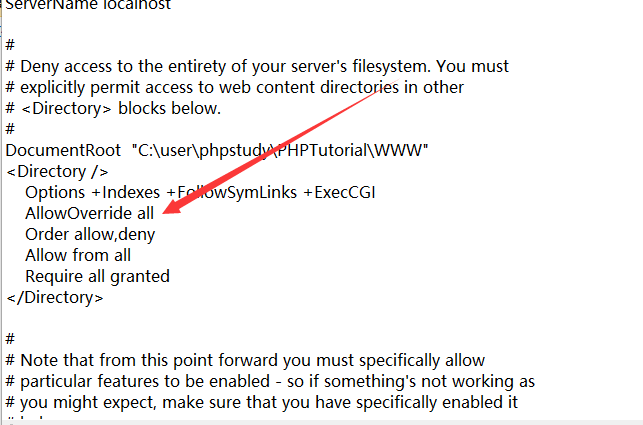 ServerName localhost
#
# Deny access to the entirety of your server's filesystem. You must
# explicitly permit access to web content directories in other
# <Directory> blocks below.
#
DocumentRoot  "C:\user\phpstudy\PHPTutorial\WWW"
<Directory />
    Options +Indexes +FollowSymLinks +ExecCGI
    AllowOverride all
    Order allow,deny
    Allow from all
    Require all granted
</Directory>
#
# Note that from this point forward you must specifically allow
# particular features to be enabled - so if something's not working as
# you might expect, make sure that you have specifically enabled it